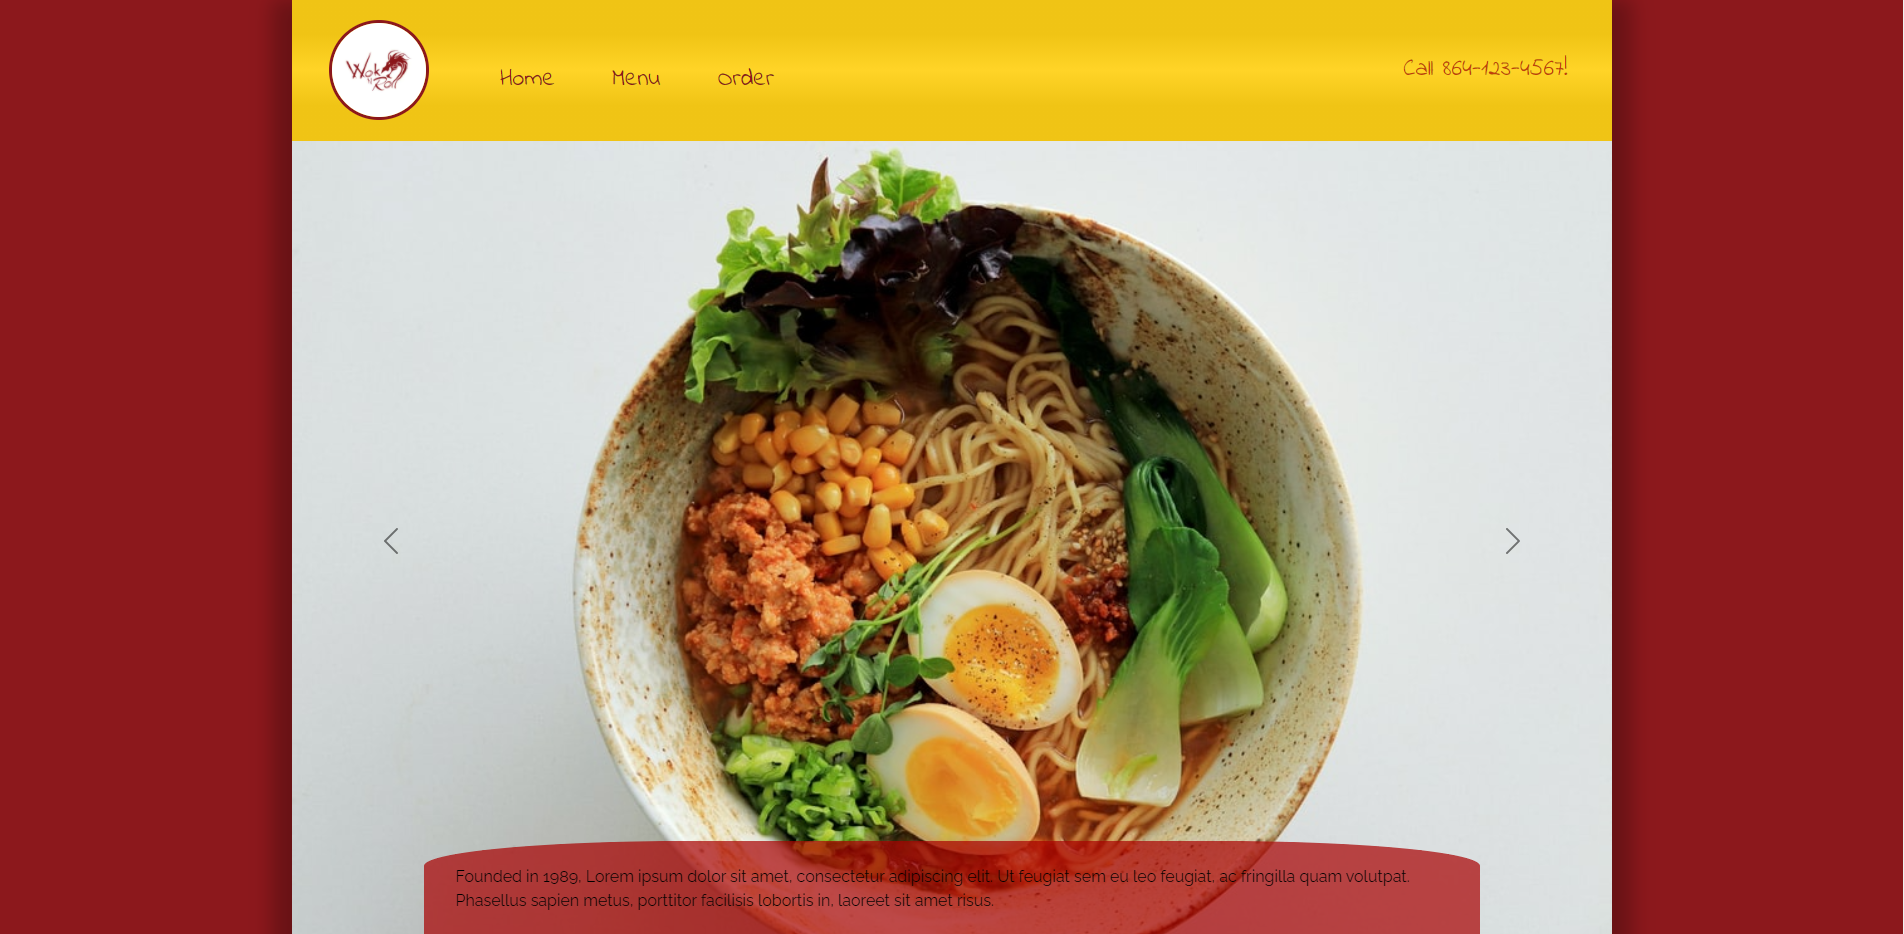 Wok
n
Roll
Home
Menu
Order
Call 864-123-4567!
Founded in 1989, Lorem ipsum dolor sit amet, consectetur adipiscing elit. Ut feugiat sem eu leo feugiat, ac fringilla quam volutpat.
Phasellus sapien metus, porttitor facilisis lobortis in, laoreet sit amet risus.